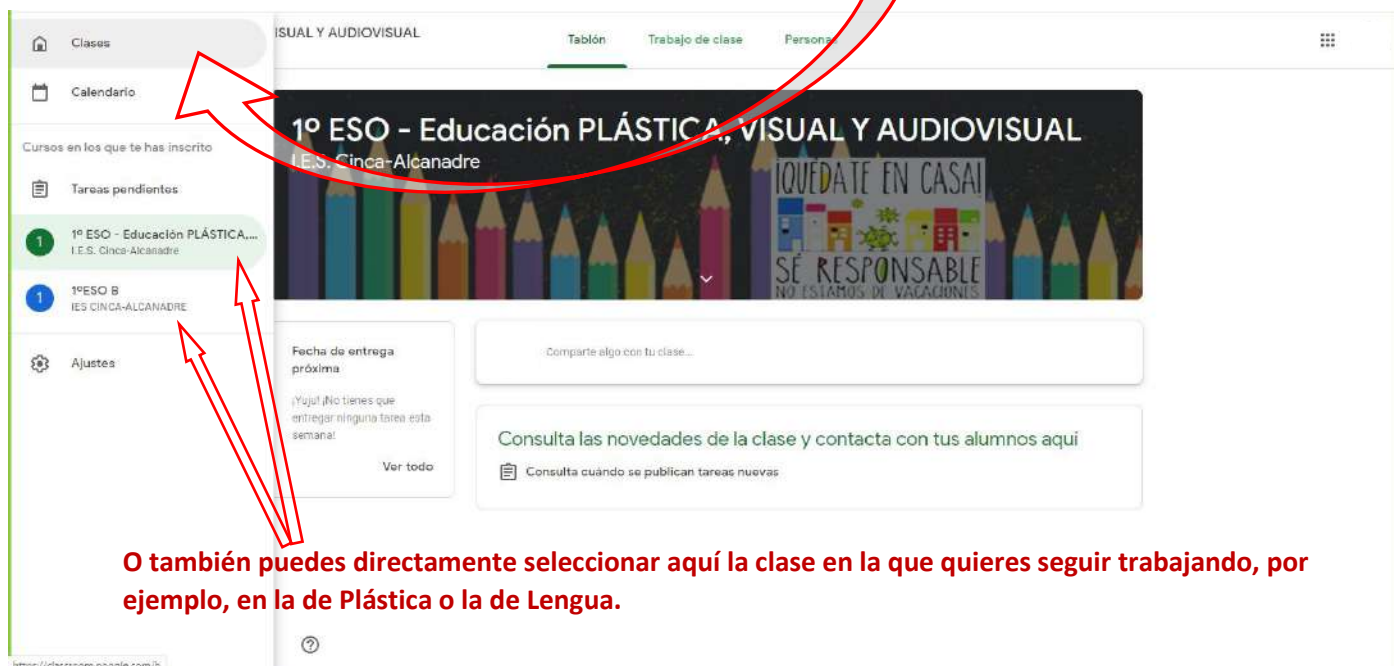 Clases
ISUAL Y AUDIOVISUAL
Tablón
Trabajo de clase
Persona
Calendario
Cursos en los que te has inscrito
Tareas pendientes
1 1º ESO - Educación PLÁSTICA,...
I.E.S. Cinca-Alcanadre
1 1ºESO B
IES CINCA-ALCANADRE
Ajustes
1º ESO - Educación PLÁSTICA, VISUAL Y AUDIOVISUAL
I.E.S. Cinca-Alcanadre
¡QUÉDATE EN CASA!
SÉ RESPONSABLE
NO ESTAMOS DE VACACIONES
Fecha de entrega
próxima
¡Yuju! ¡No tienes que
entregar ninguna tarea esta
semana!
Ver todo
Comparte algo con tu clase...
Consulta las novedades de la clase y contacta con tus alumnos aquí
Consulta cuándo se publican tareas nuevas
O también puedes directamente seleccionar aquí la clase en la que quieres seguir trabajando, por
ejemplo, en la de Plástica o la de Lengua.